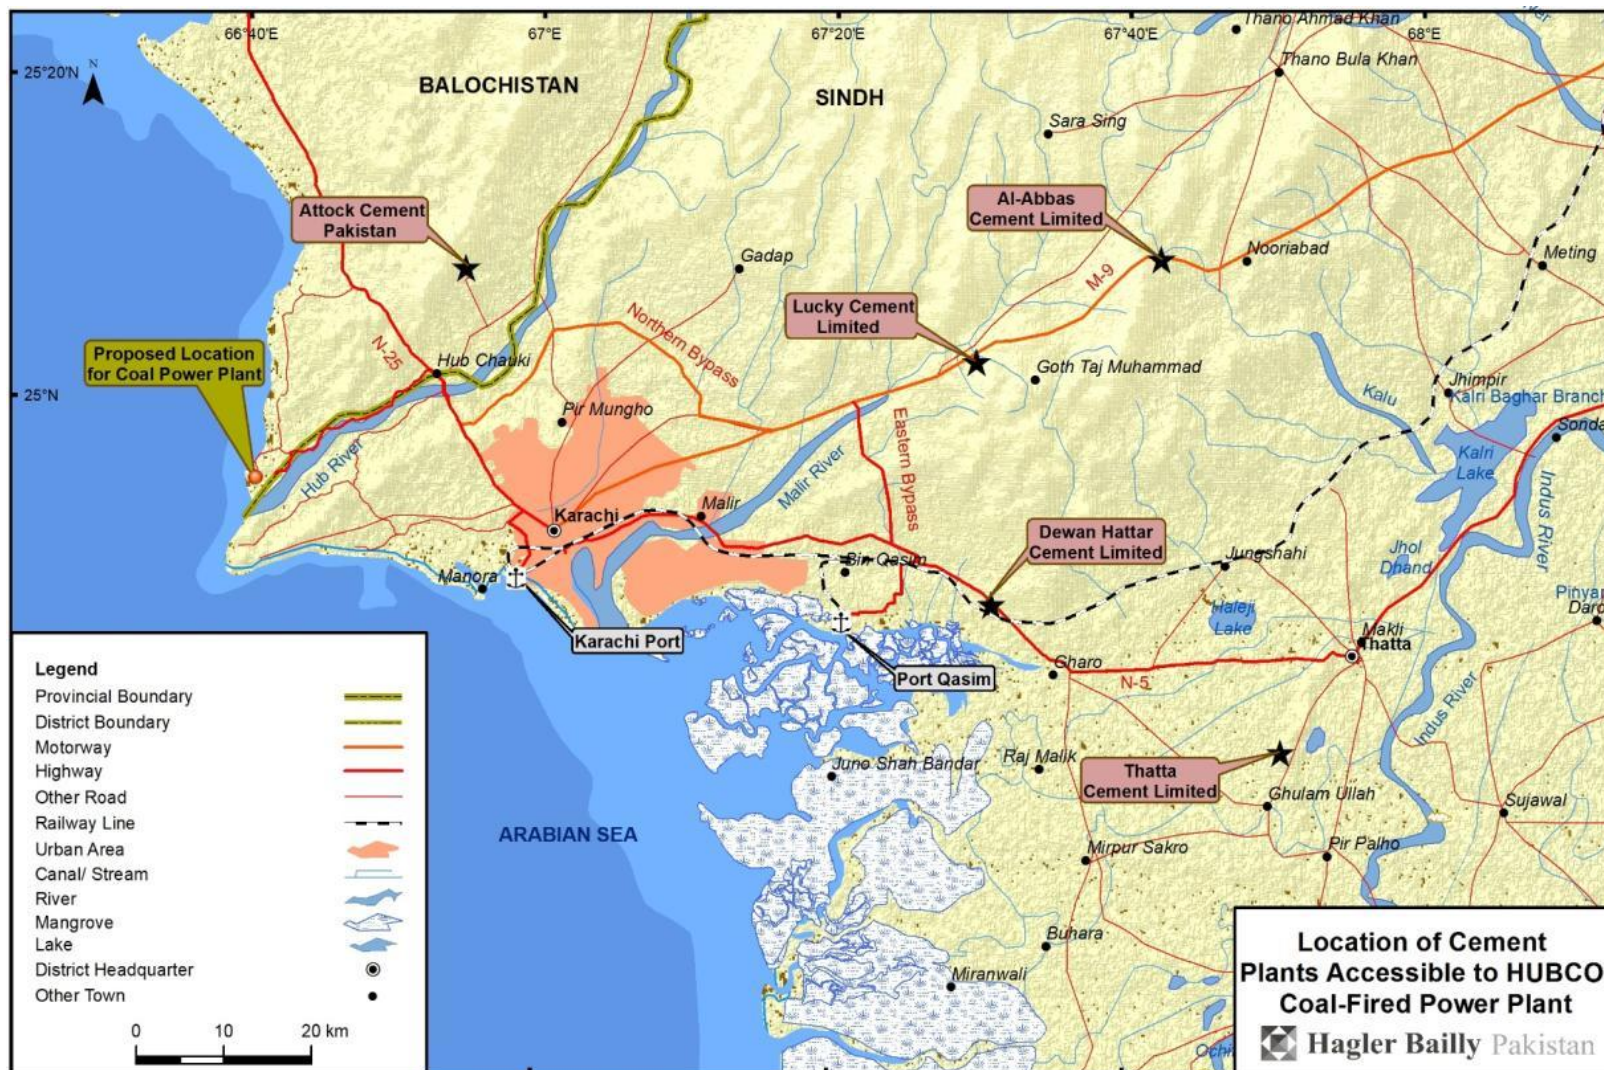 66°40'E
67°E
67°20'E
67°40'E
68°E
Thano Ahmad Khan
River
25°20'N
N
BALOCHISTAN
SINDH
Thano Bula Khan
Sara Sing
Attock Cement
Pakistan
Al-Abbas
Cement Limited
Gadap
Nooriabad
Meting
M-9
Lucky Cement
Limited
Northern Bypass
N-25
Proposed Location
for Coal Power Plant
Hub Chauki
Goth Taj Muhammad
Jhimpir
25°N
Kalu
Kalri Baghar Branch
Pir Mungho
Sonda
Eastern Bypass
Hub River
Malir River
Kalri
Lake
Indus River
Malir
Karachi
Dewan Hattar
Cement Limited
Bin Qasim
Jungshahi
Jhol
Dhand
Manora
Pinyar
Haleji
Lake
Daro
Karachi Port
Makli
Thatta
Port Qasim
Gharo
N-5
Indus River
Legend
Provincial Boundary
District Boundary
Motorway
Highway
Other Road
Railway Line
Urban Area
Canal/ Stream
River
Mangrove
Lake
District Headquarter
Other Town
0 10 20 km
Juno Shah Bandar
Raj Malik
Thatta
Cement Limited
Ghulam Ullah
Sujawal
ARABIAN SEA
Mirpur Sakro
Pir Palho
Buhara
Miranwali
Location of Cement
Plants Accessible to HUBCO
Coal-Fired Power Plant
Hagler Bailly Pakistan